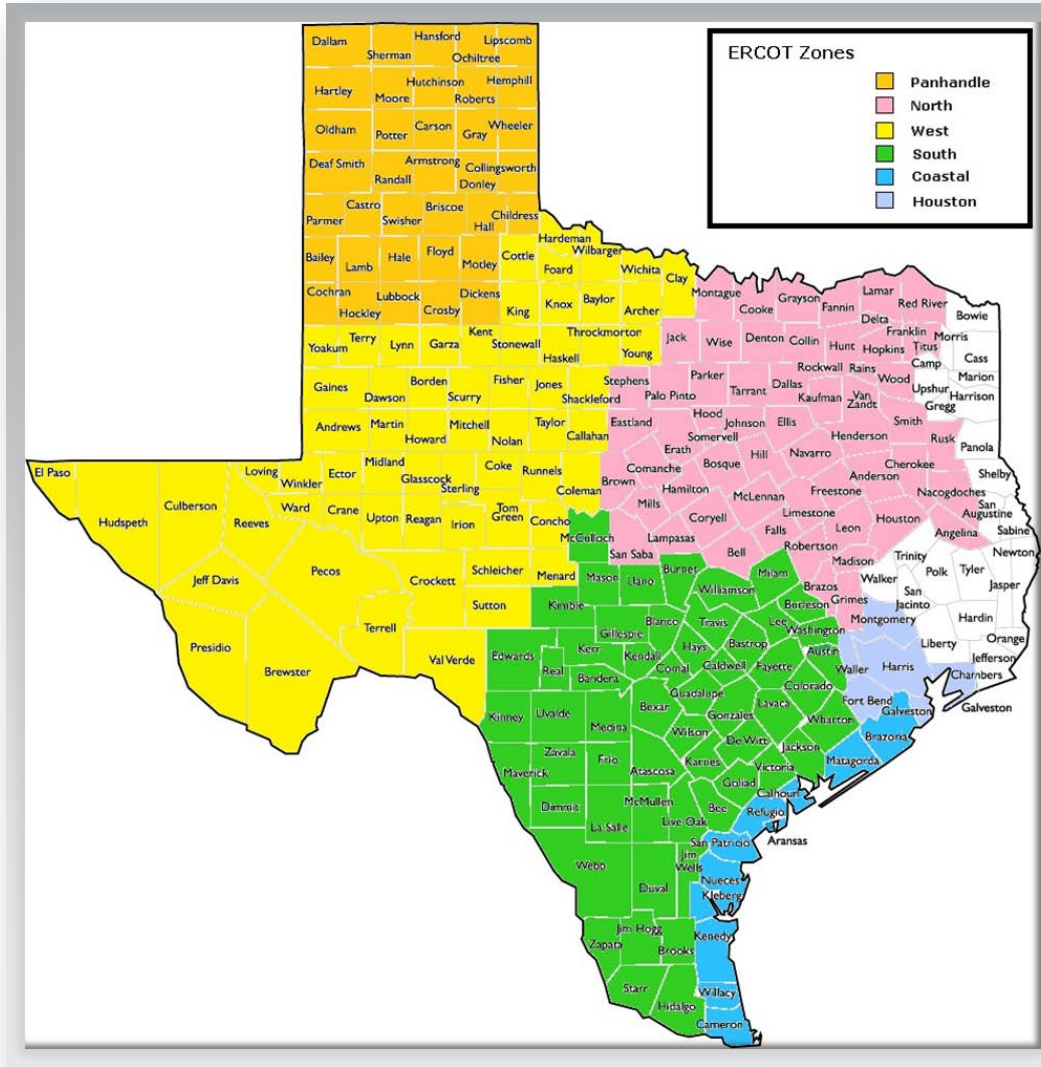 ERCOT Zones
Panhandle
North
West
South
Coastal
Houston
Dallam
Sherman
Hansford
Ochiltree
Lipscomb
Hartley
Moore
Hutchinson
Roberts
Hemphill
Oldham
Potter
Carson
Gray
Wheeler
Deaf Smith
Randall
Armstrong
Donley
Collingsworth
Parmer
Castro
Swisher
Briscoe
Hall
Childress
Bailey
Lamb
Hale
Floyd
Motley
Cottle
Hardeman
Foard
Wilbarger
Wichita
Clay
Montague
Cooke
Grayson
Fannin
Lamar
Red River
Bowie
Cochran
Hockley
Lubbock
Crosby
Dickens
King
Knox
Baylor
Archer
Jack
Wise
Denton
Collin
Hunt
Delta
Hopkins
Franklin
Titus
Morris
Cass
Yoakum
Terry
Lynn
Garza
Kent
Stonewall
Haskell
Throckmorton
Young
Camp
Marion
Upshur
Harrison
Gregg
Gaines
Dawson
Borden
Scurry
Fisher
Jones
Shackleford
Stephens
Palo Pinto
Parker
Tarrant
Dallas
Rockwall
Rains
Wood
Kaufman
Van
Zandt
Smith
Rusk
Panola
Andrews
Martin
Howard
Mitchell
Nolan
Taylor
Callahan
Eastland
Erath
Hood
Somervell
Johnson
Ellis
Henderson
Cherokee
Shelby
El Paso
Hudspeth
Culberson
Reeves
Loving
Winkler
Ector
Midland
Glasscock
Sterling
Coke
Runnels
Coleman
Brown
Comanche
Bosque
Hill
Navarro
Anderson
Nacogdoches
San
Augustine
Sabine
Ward
Crane
Upton
Reagan
Irion
Tom
Green
Concho
McCulloch
Mills
Hamilton
McLennan
Limestone
Freestone
Leon
Houston
Angelina
Newton
Jeff Davis
Pecos
Crockett
Schleicher
Menard
San Saba
Lampasas
Coryell
Bell
Falls
Robertson
Madison
Trinity
Polk
Tyler
Jasper
Presidio
Brewster
Terrell
Val Verde
Sutton
Kimble
Mason
Llano
Burnet
Williamson
Milam
Brazos
Grimes
Walker
San
Jacinto
Hardin
Orange
Edwards
Real
Kerr
Gillespie
Blanco
Travis
Lee
Burleson
Washington
Montgomery
Liberty
Jefferson
Kinney
Uvalde
Bandera
Kendall
Comal
Hays
Caldwell
Bastrop
Fayette
Austin
Waller
Harris
Chambers
Medina
Bexar
Guadalupe
Gonzales
Lavaca
Colorado
Wharton
Fort Bend
Galveston
Galveston
Maverick
Zavala
Frio
Atascosa
Wilson
Karnes
De Witt
Victoria
Jackson
Matagorda
Brazoria
Dimmit
La Salle
McMullen
Live Oak
Bee
Goliad
Refugio
Calhoun
Aransas
Webb
Duval
Jim
Wells
San Patricio
Nueces
Kleberg
Zapata
Jim Hogg
Brooks
Kenedy
Starr
Hidalgo
Willacy
Cameron